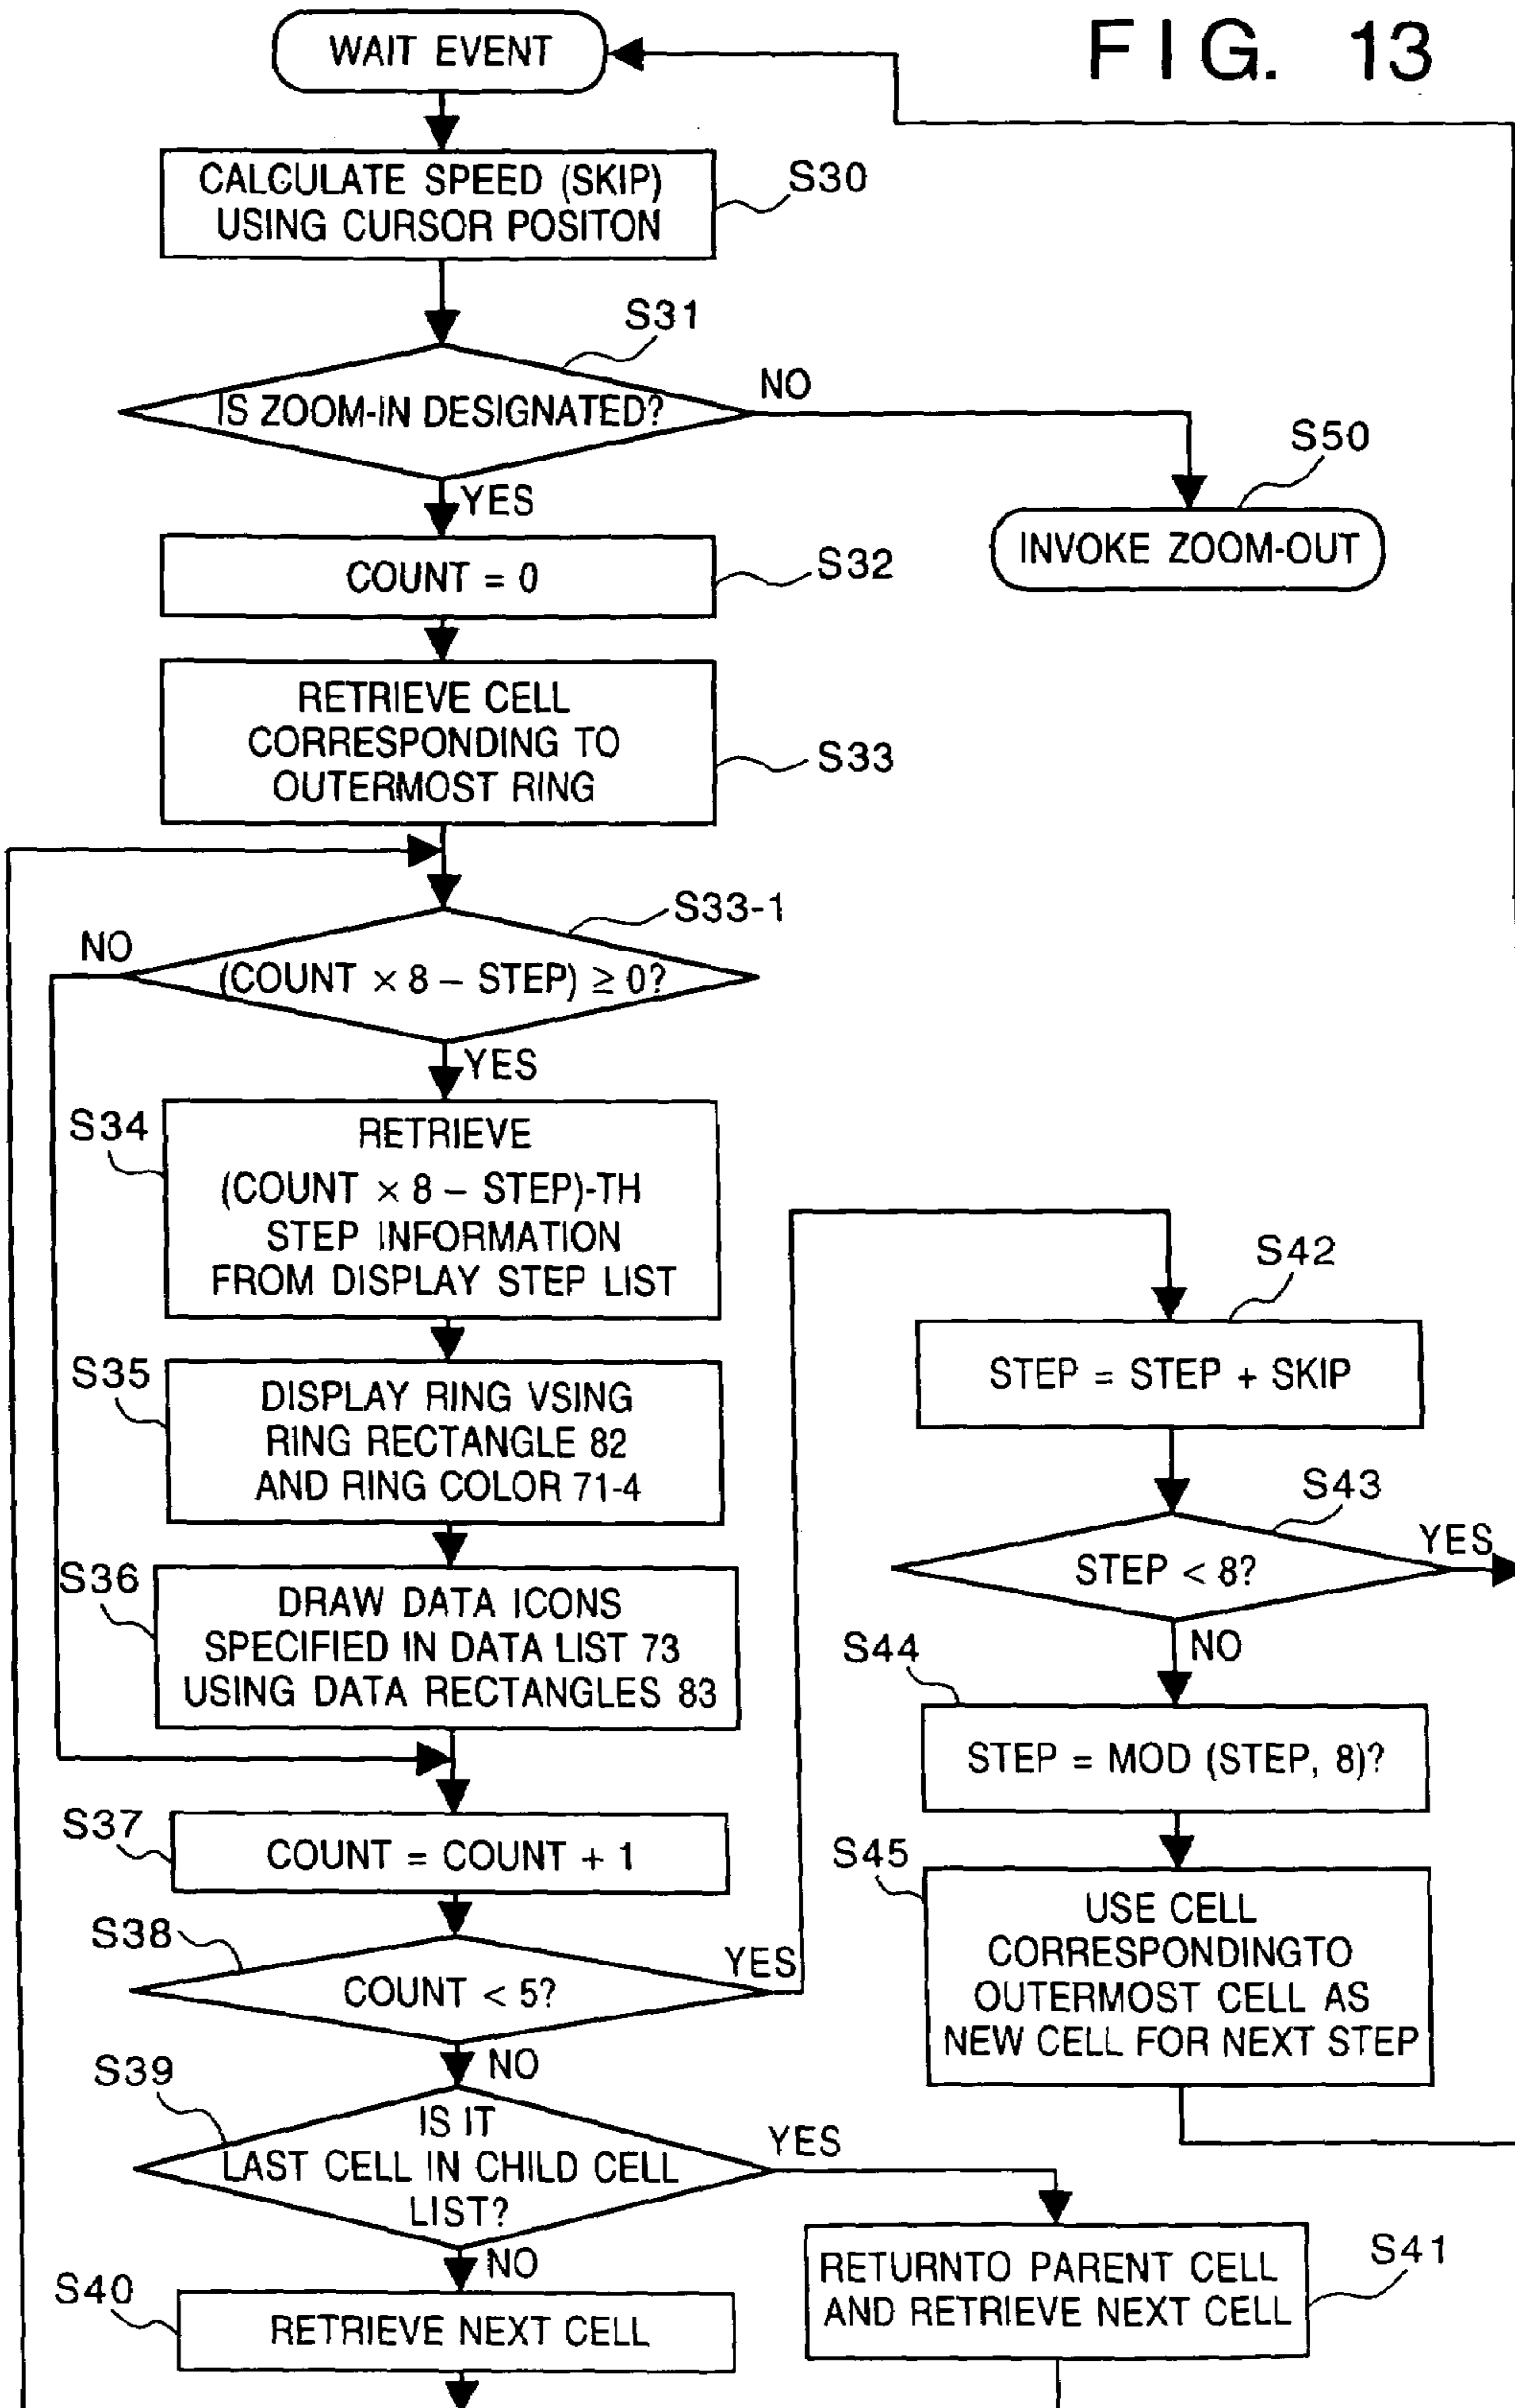 FIG. 13
WAIT EVENT
CALCULATE SPEED (SKIP)
USING CURSOR POSITON
S30
S31
IS ZOOM-IN DESIGNATED?
NO
YES
S50
INVOKE ZOOM-OUT
COUNT = 0
S32
RETRIEVE CELL
CORRESPONDING TO
OUTERMOST RING
S33
S33-1
NO
(COUNT × 8 – STEP) ≥ 0?
YES
S34
RETRIEVE
(COUNT × 8 – STEP)-TH
STEP INFORMATION
FROM DISPLAY STEP LIST
S35
DISPLAY RING VSING
RING RECTANGLE 82
AND RING COLOR 71-4
S36
DRAW DATA ICONS
SPECIFIED IN DATA LIST 73
USING DATA RECTANGLES 83
S37
COUNT = COUNT + 1
S38
COUNT < 5?
YES
NO
S39
IS IT
LAST CELL IN CHILD CELL
LIST?
YES
NO
S40
RETRIEVE NEXT CELL
RETURNTO PARENT CELL
AND RETRIEVE NEXT CELL
S41
S42
STEP = STEP + SKIP
S43
STEP < 8?
YES
NO
S44
STEP = MOD (STEP, 8)?
S45
USE CELL
CORRESPONDINGTO
OUTERMOST CELL AS
NEW CELL FOR NEXT STEP